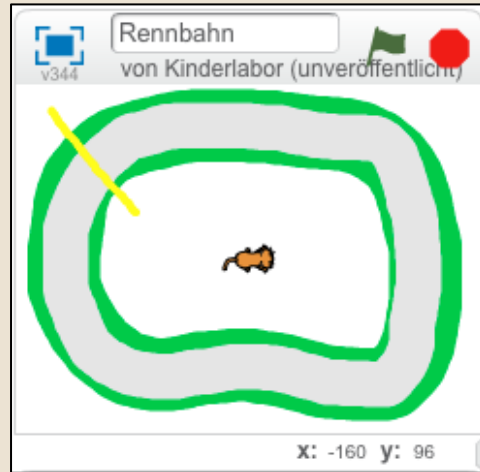 Rennbahn
v344
von Kinderlabor (unveröffentlicht)
x: -160 y: 96